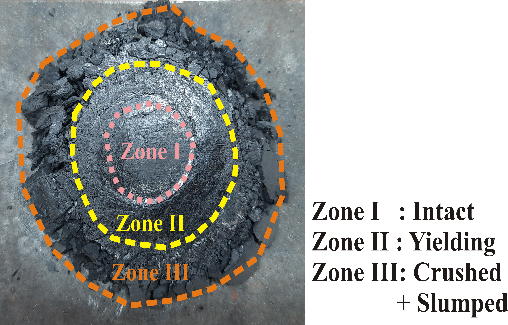 Zone I
Zone II
Zone III
Zone I : Intact
Zone II : Yielding
Zone III: Crushed
+ Slumped